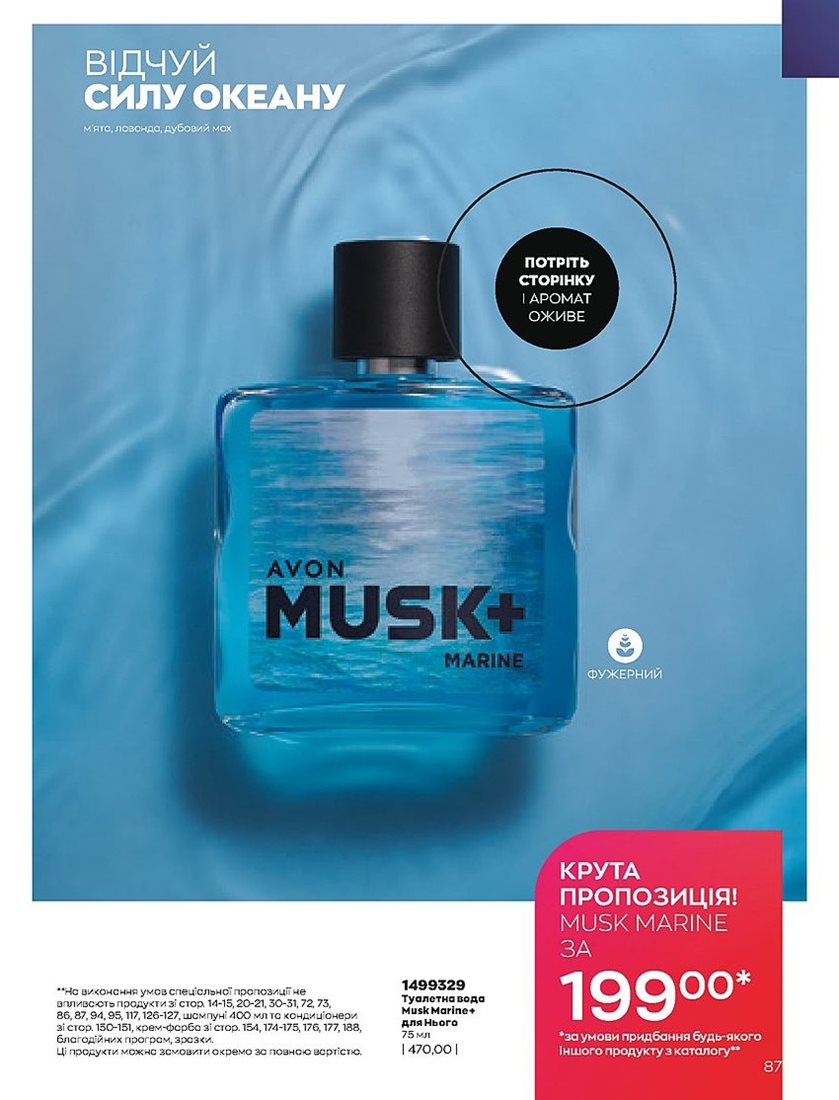 ВІДЧУЙ
СИЛУ ОКЕАНУ
м'ята, лаванда, дубовий мох
ПОТРІТЬ
СТОРІНКУ
І АРОМАТ
ОЖИВЕ
AVON
MUSK+
MARINE
ФУЖЕРНИЙ
КРУТА
ПРОПОЗИЦІЯ!
MUSK MARINE
ЗА
199⁰⁰*
*за умови придбання будь-якого
іншого продукту з каталогу**
**На виконання умов спеціальної пропозиції не
впливають продукти зі стор. 14-15, 20-21, 30-31, 72, 73,
86, 87, 94, 95, 117, 126-127, шампуні 400 мл та кондиціонери
зі стор. 150-151, крем-фарба зі стор. 154, 174-175, 176, 177, 188,
благодійних програм, зразки.
Ці продукти можна замовити окремо за повною вартістю.
1499329
Туалетна вода
Musk Marine+
для Нього
75 мл
| 470,00 |
87